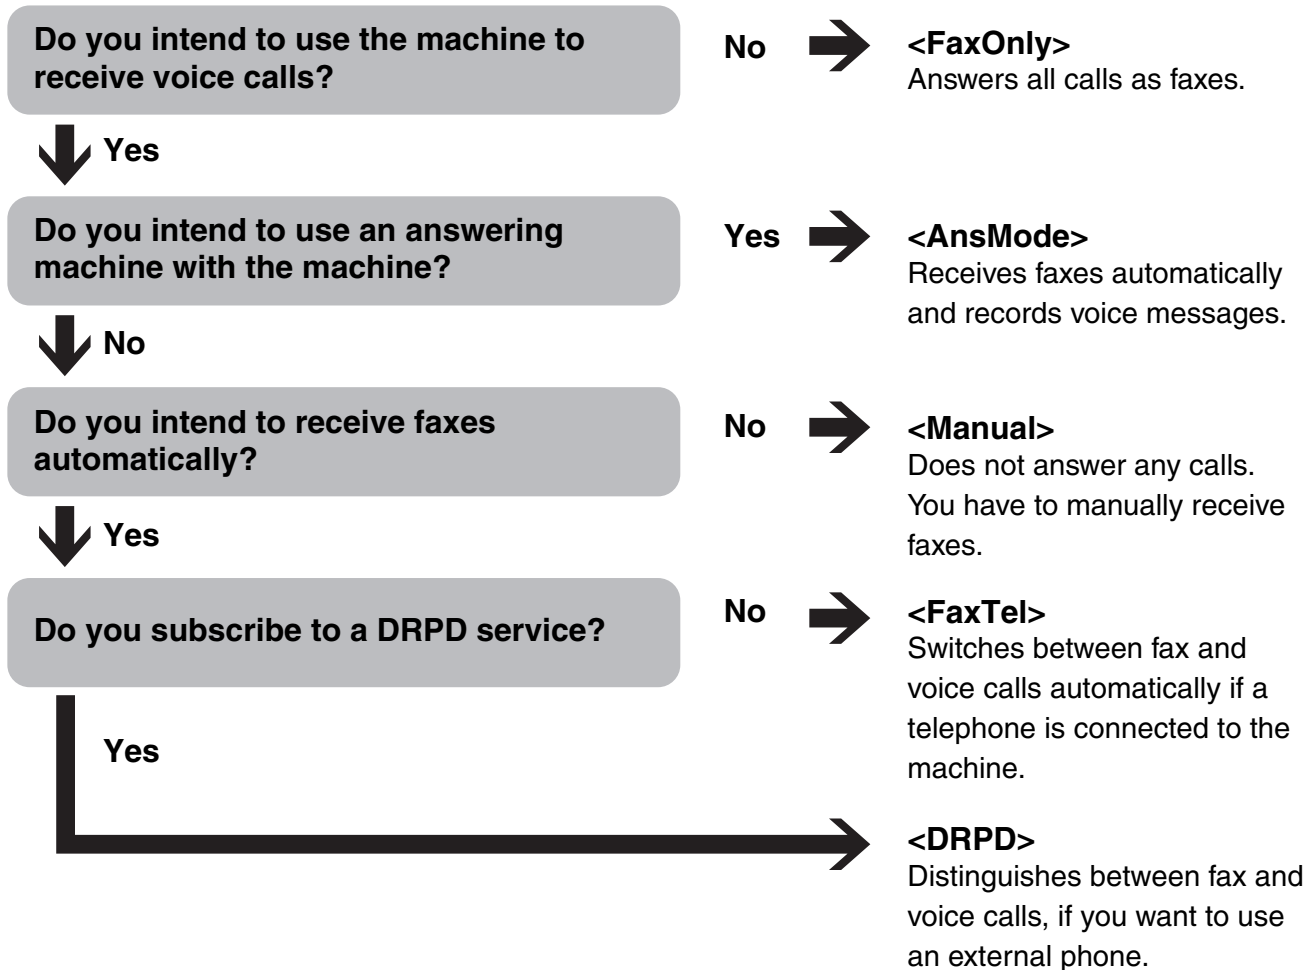 Do you intend to use the machine to
receive voice calls?
No
<FaxOnly>
Answers all calls as faxes.
Yes
Do you intend to use an answering
machine with the machine?
Yes
<AnsMode>
Receives faxes automatically
and records voice messages.
No
Do you intend to receive faxes
automatically?
No
<Manual>
Does not answer any calls.
You have to manually receive
faxes.
Yes
Do you subscribe to a DRPD service?
No
<FaxTel>
Switches between fax and
voice calls automatically if a
telephone is connected to the
machine.
Yes
<DRPD>
Distinguishes between fax and
voice calls, if you want to use
an external phone.